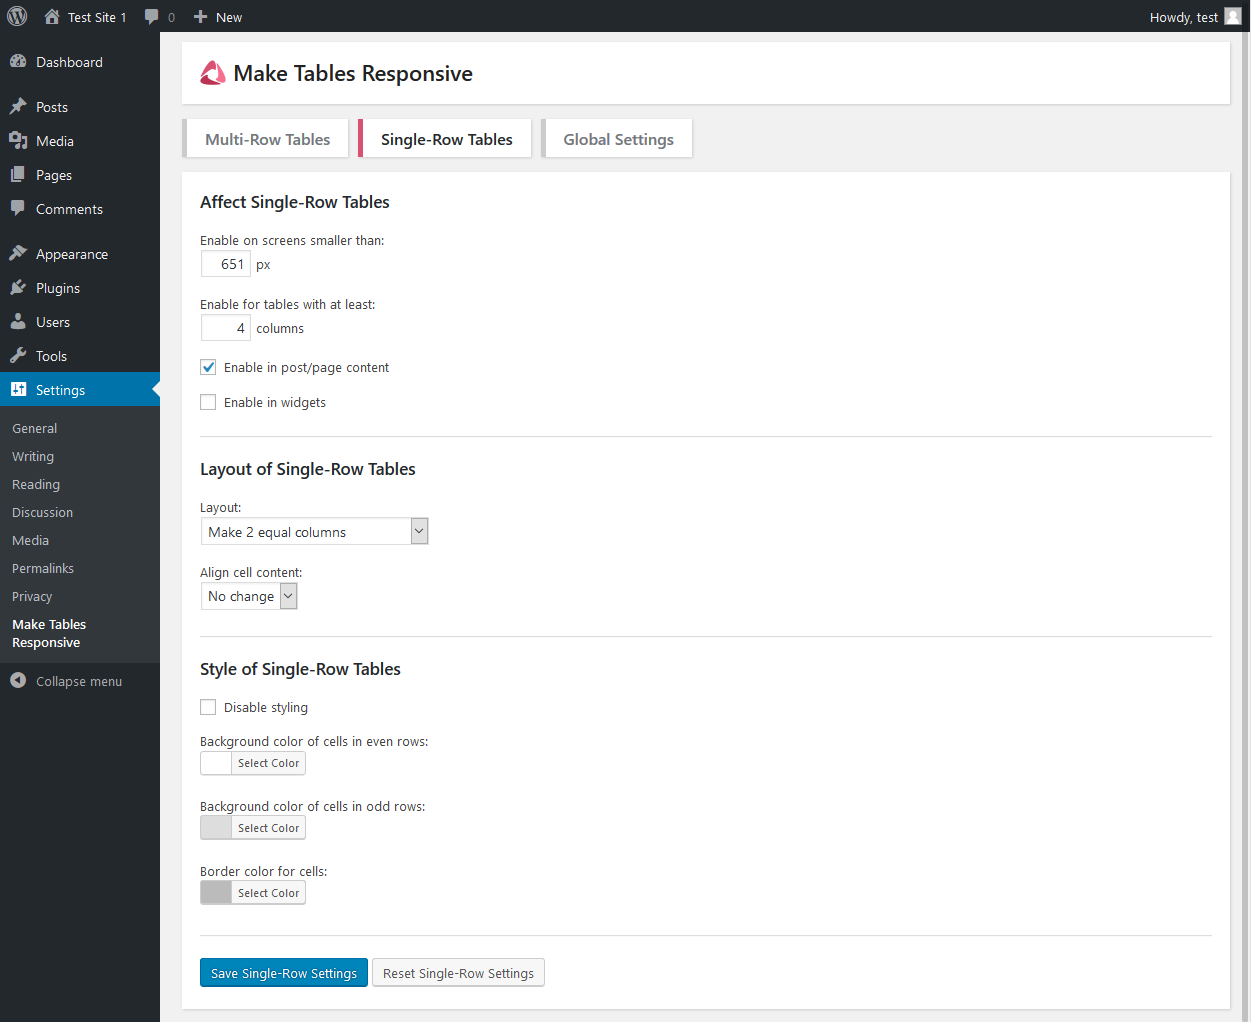 Test Site 1
0
New
Howdy, test
Dashboard
Posts
Media
Pages
Comments
Appearance
Plugins
Users
Tools
Settings
General
Writing
Reading
Discussion
Media
Permalinks
Privacy
Make Tables
Responsive
Collapse menu
Make Tables Responsive
Multi-Row Tables
Single-Row Tables
Global Settings
Affect Single-Row Tables
Enable on screens smaller than:
651 px
Enable for tables with at least:
4 columns
Enable in post/page content
Enable in widgets
Layout of Single-Row Tables
Layout:
Make 2 equal columns
Align cell content:
No change
Style of Single-Row Tables
Disable styling
Background color of cells in even rows:
Select Color
Background color of cells in odd rows:
Select Color
Border color for cells:
Select Color
Save Single-Row Settings
Reset Single-Row Settings